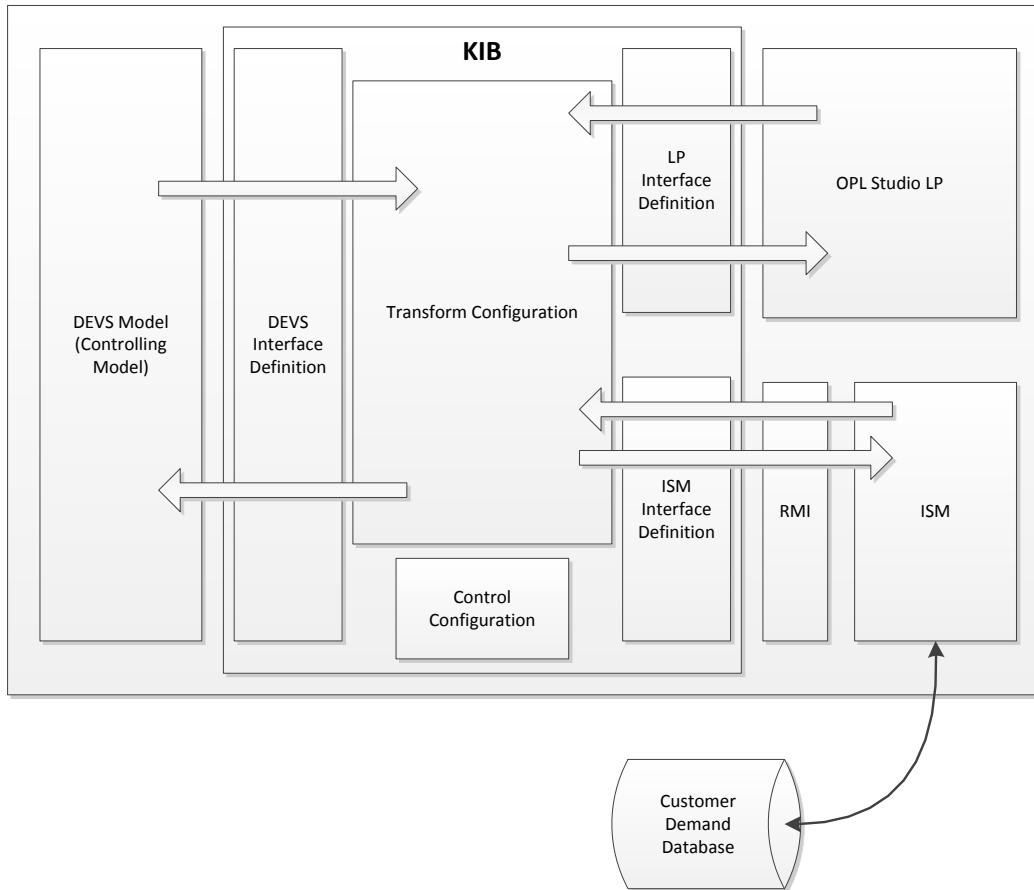 KIB
DEVS Model
(Controlling
Model)
DEVS
Interface
Definition
Transform Configuration
LP
Interface
Definition
OPL Studio LP
ISM
Interface
Definition
RMI
ISM
Control
Configuration
Customer
Demand
Database